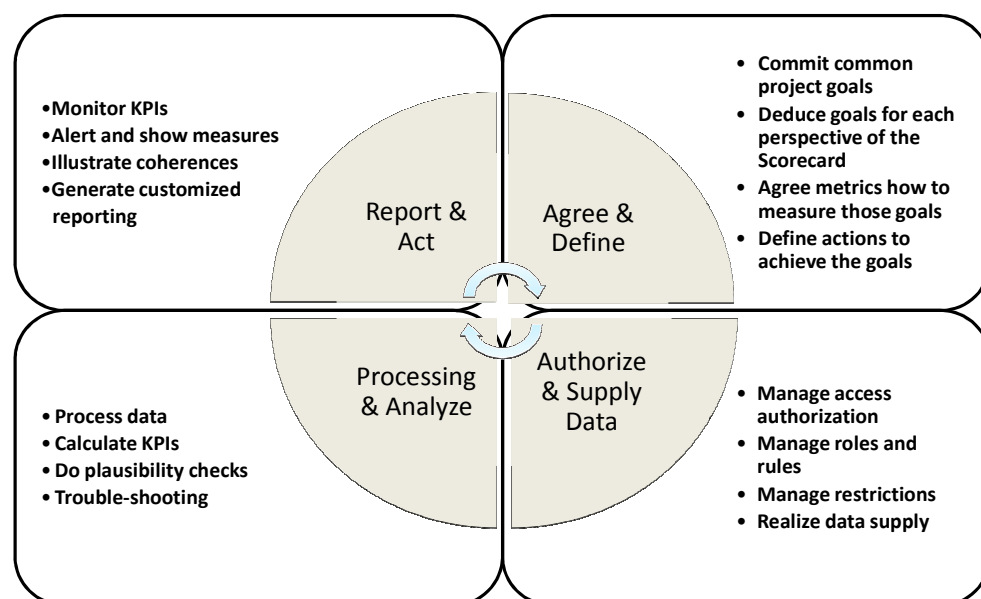 •Monitor KPIs
•Alert and show measures
•Illustrate coherences
•Generate customized
reporting
Report &
Act
Agree &
Define
• Commit common
project goals
• Deduce goals for each
perspective of the
Scorecard
• Agree metrics how to
measure those goals
• Define actions to
achieve the goals
• Process data
• Calculate KPIs
• Do plausibility checks
• Trouble-shooting
Processing
& Analyze
Authorize
& Supply
Data
• Manage access
authorization
• Manage roles and
rules
• Manage restrictions
• Realize data supply